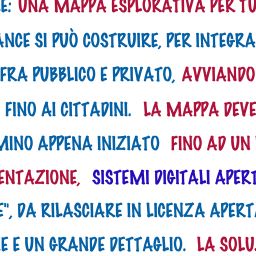 E: UNA MAPPA ESPLORATIVA PER TU
ANCE SI PUÒ COSTRUIRE, PER INTEGRA
FRA PUBBLICO E PRIVATO, AVVIANDO
FINO AI CITTADINI. LA MAPPA DEVE
MINO APPENA INIZIATO FINO AD UN
ENTAZIONE, SISTEMI DIGITALI APERT
E", DA RILASCIARE IN LICENZA APERTA
E E UN GRANDE DETTAGLIO. LA SOLU